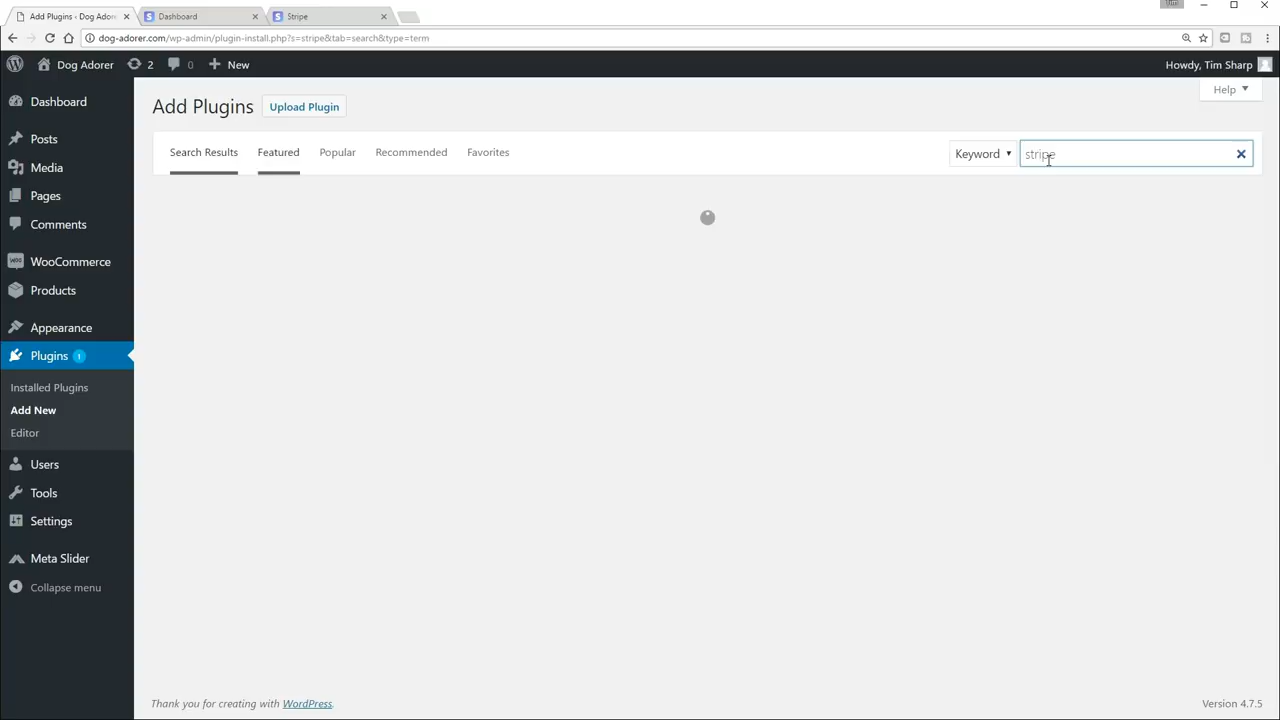 Add Plugins ‹ Dog Adorer
Dashboard
Stripe
dog-adorer.com/wp-admin/plugin-install.php?s=stripe&tab=search&type=term
Dog Adorer
2
0
New
Howdy, Tim Sharp
Help
Dashboard
Posts
Media
Pages
Comments
WooCommerce
Products
Appearance
Plugins 1
Installed Plugins
Add New
Editor
Users
Tools
Settings
Meta Slider
Collapse menu
Add Plugins
Upload Plugin
Search Results
Featured
Popular
Recommended
Favorites
Keyword
stripe
Thank you for creating with WordPress.
Version 4.7.5